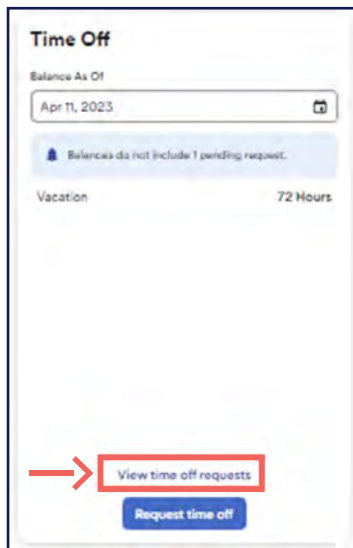 Time Off
Balance As Of
Apr 11, 2023
Balances do not include 1 pending request.
Vacation 72 Hours
View time off requests
Request time off